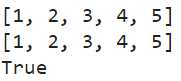 [1, 2, 3, 4, 5]
[1, 2, 3, 4, 5]
True